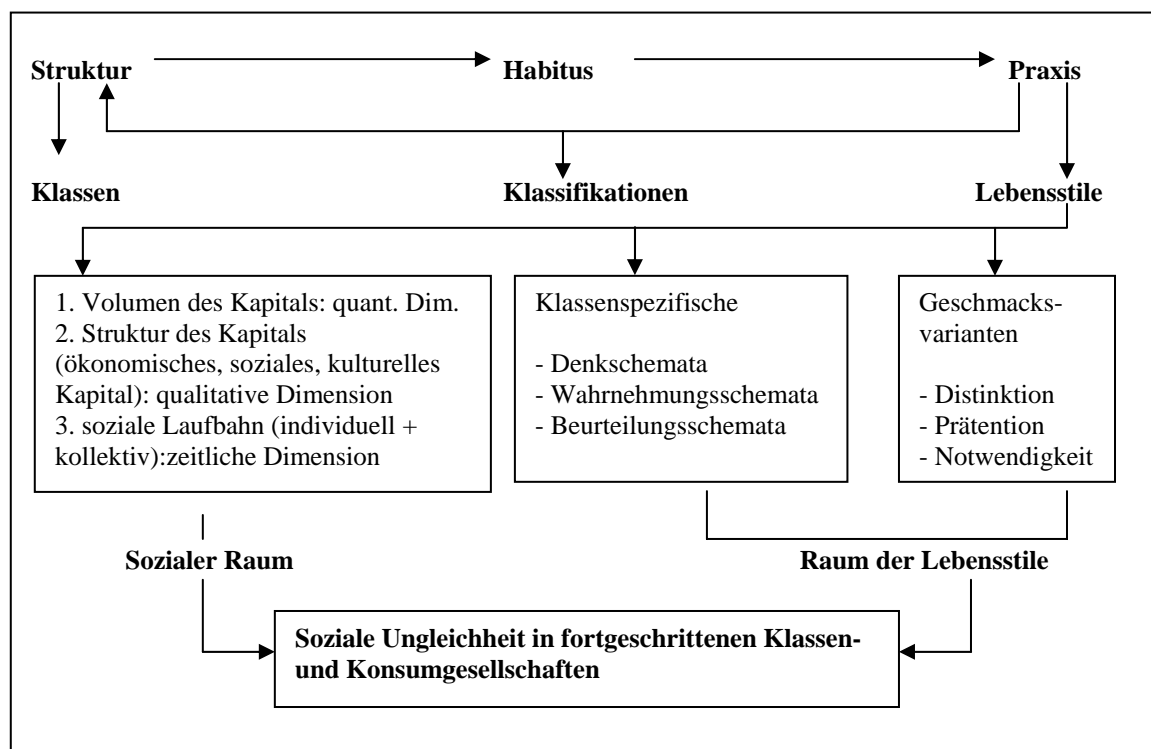 Struktur Habitus Praxis
Klassen Klassifikationen Lebensstile
1. Volumen des Kapitals: quant. Dim.
2. Struktur des Kapitals
(ökonomisches, soziales, kulturelles
Kapital): qualitative Dimension
3. soziale Laufbahn (individuell +
kollektiv):zeitliche Dimension
Klassenspezifische
- Denkschemata
- Wahrnehmungsschemata
- Beurteilungsschemata
Geschmacks-
varianten
- Distinktion
- Prätention
- Notwendigkeit
Sozialer Raum Raum der Lebensstile
Soziale Ungleichheit in fortgeschrittenen Klassen-
und Konsumgesellschaften